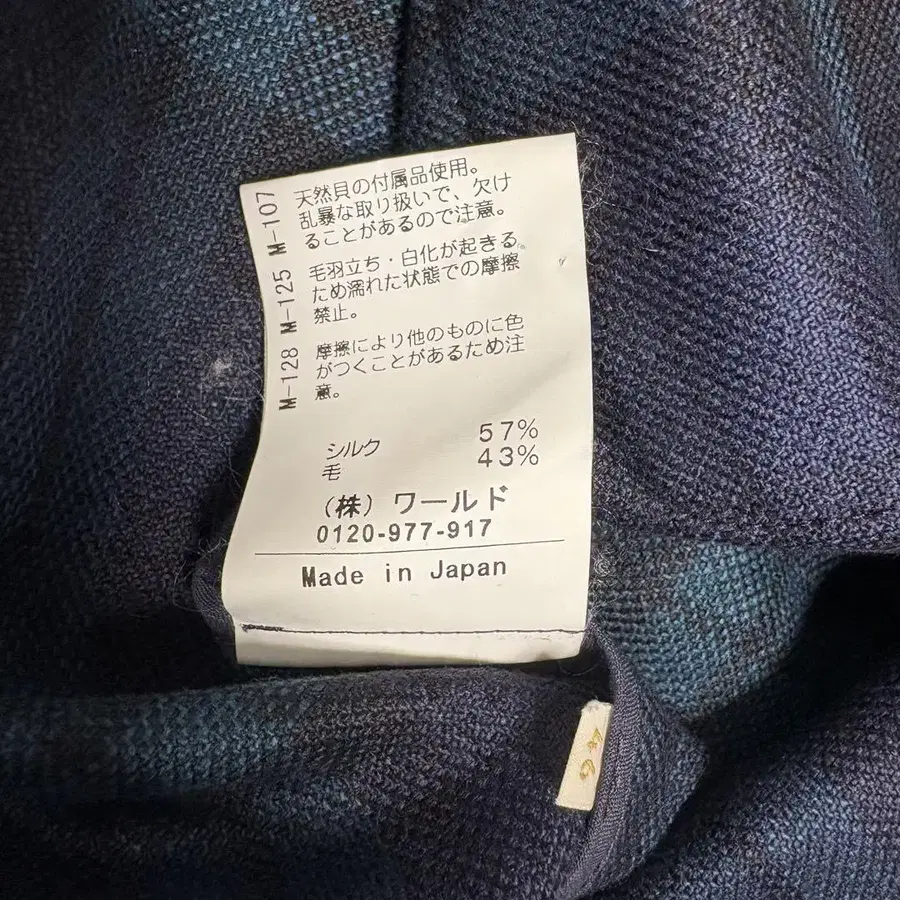 M-107 天然貝の付属品使用。
乱暴な取り扱いで、欠け
ることがあるので注意。
M-125 毛羽立ち・白化が起きる
ため濡れた状態での摩擦
禁止。
M-128 摩擦により他のものに色
がつくことがあるため注
意。
シルク 57%
毛 43%
(株) ワールド
0120-977-917
Made in Japan
46